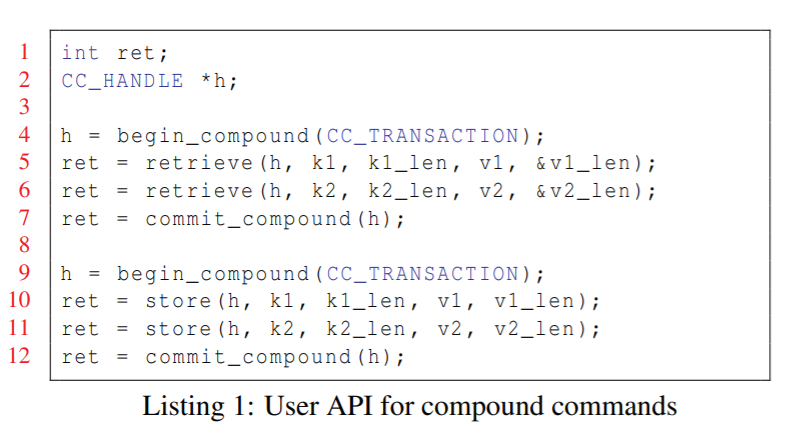 1 int ret;
2 CC_HANDLE *h;
3
4 h = begin_compound(CC_TRANSACTION);
5 ret = retrieve(h, k1, k1_len, v1, &v1_len);
6 ret = retrieve(h, k2, k2_len, v2, &v2_len);
7 ret = commit_compound(h);
8
9 h = begin_compound(CC_TRANSACTION);
10 ret = store(h, k1, k1_len, v1, v1_len);
11 ret = store(h, k2, k2_len, v2, v2_len);
12 ret = commit_compound(h);
Listing 1: User API for compound commands